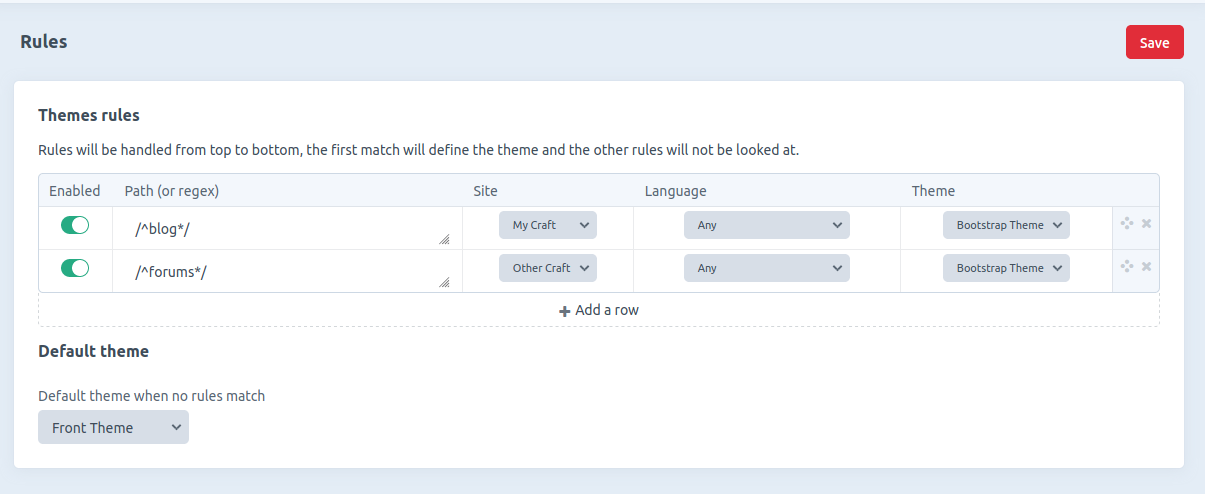 Rules
Save
Themes rules
Rules will be handled from top to bottom, the first match will define the theme and the other rules will not be looked at.
Enabled Path (or regex) Site Language Theme
/^blog*/ My Craft Any Bootstrap Theme
/^forums*/ Other Craft Any Bootstrap Theme
+ Add a row
Default theme
Default theme when no rules match
Front Theme